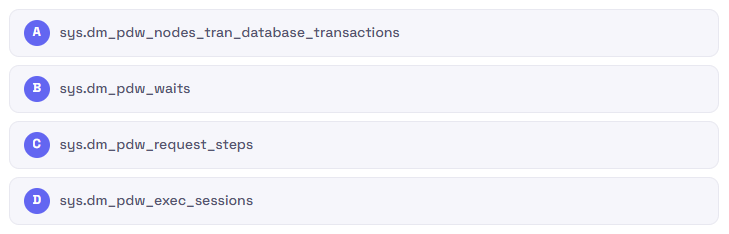 A sys.dm_pdw_nodes_tran_database_transactions
B sys.dm_pdw_waits
C sys.dm_pdw_request_steps
D sys.dm_pdw_exec_sessions